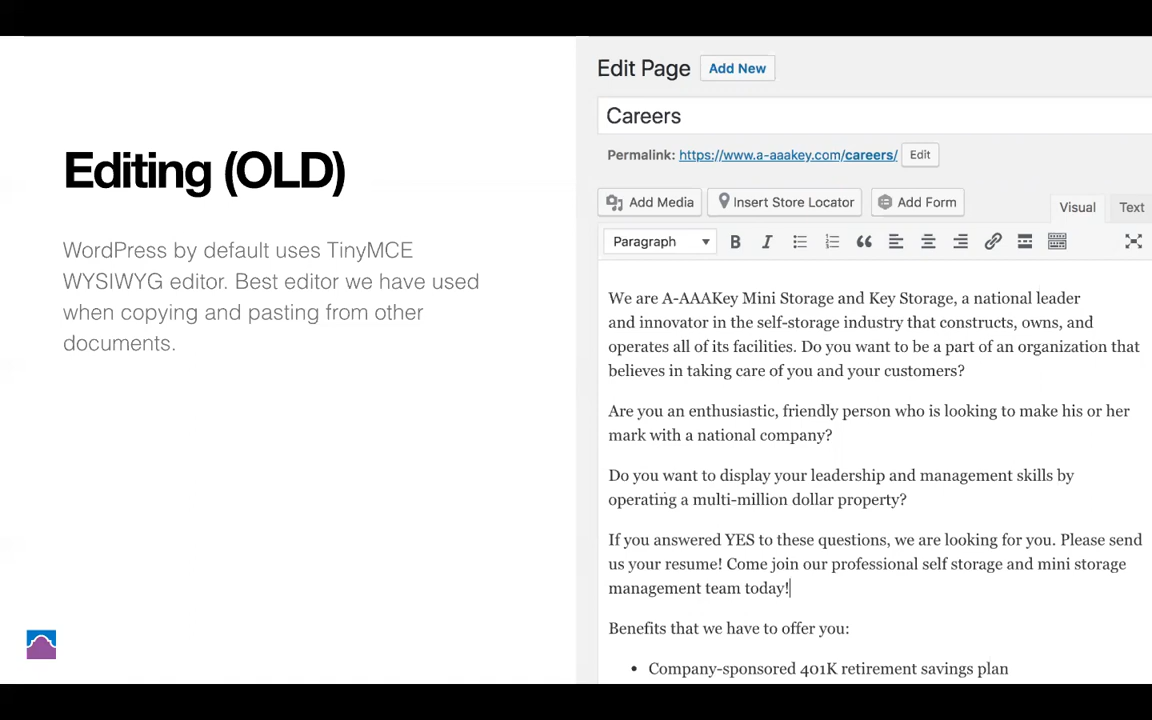 Editing (OLD)
WordPress by default uses TinyMCE
WYSIWYG editor. Best editor we have used
when copying and pasting from other
documents.
Edit Page
Add New
Careers
Permalink: https://www.a-aaakey.com/careers/ Edit
Add Media
Insert Store Locator
Add Form
Visual
Text
Paragraph
We are A-AAAKey Mini Storage and Key Storage, a national leader
and innovator in the self-storage industry that constructs, owns, and
operates all of its facilities. Do you want to be a part of an organization that
believes in taking care of you and your customers?
Are you an enthusiastic, friendly person who is looking to make his or her
mark with a national company?
Do you want to display your leadership and management skills by
operating a multi-million dollar property?
If you answered YES to these questions, we are looking for you. Please send
us your resume! Come join our professional self storage and mini storage
management team today!
Benefits that we have to offer you:
• Company-sponsored 401K retirement savings plan